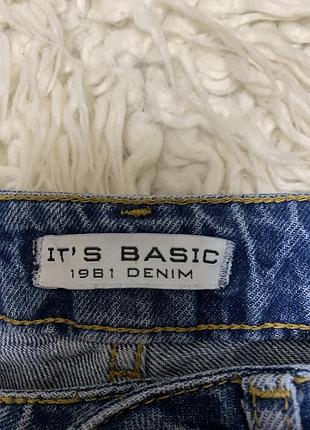 IT'S BASIC
1981 DENIM